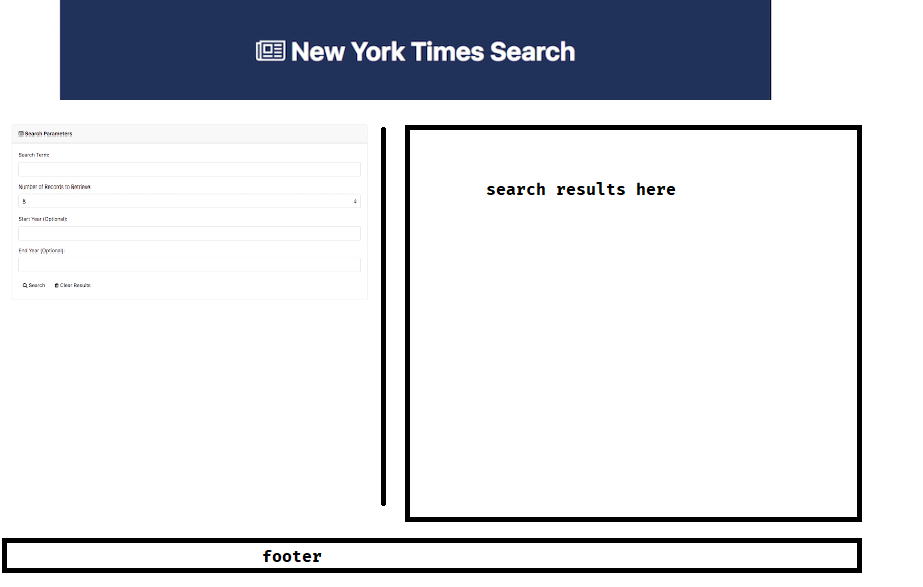 New York Times Search
Search Parameters
Search Term:
Number of Records to Retrieve:
5
Start Year (Optional):
End Year (Optional):
Search Clear Results
search results here
footer